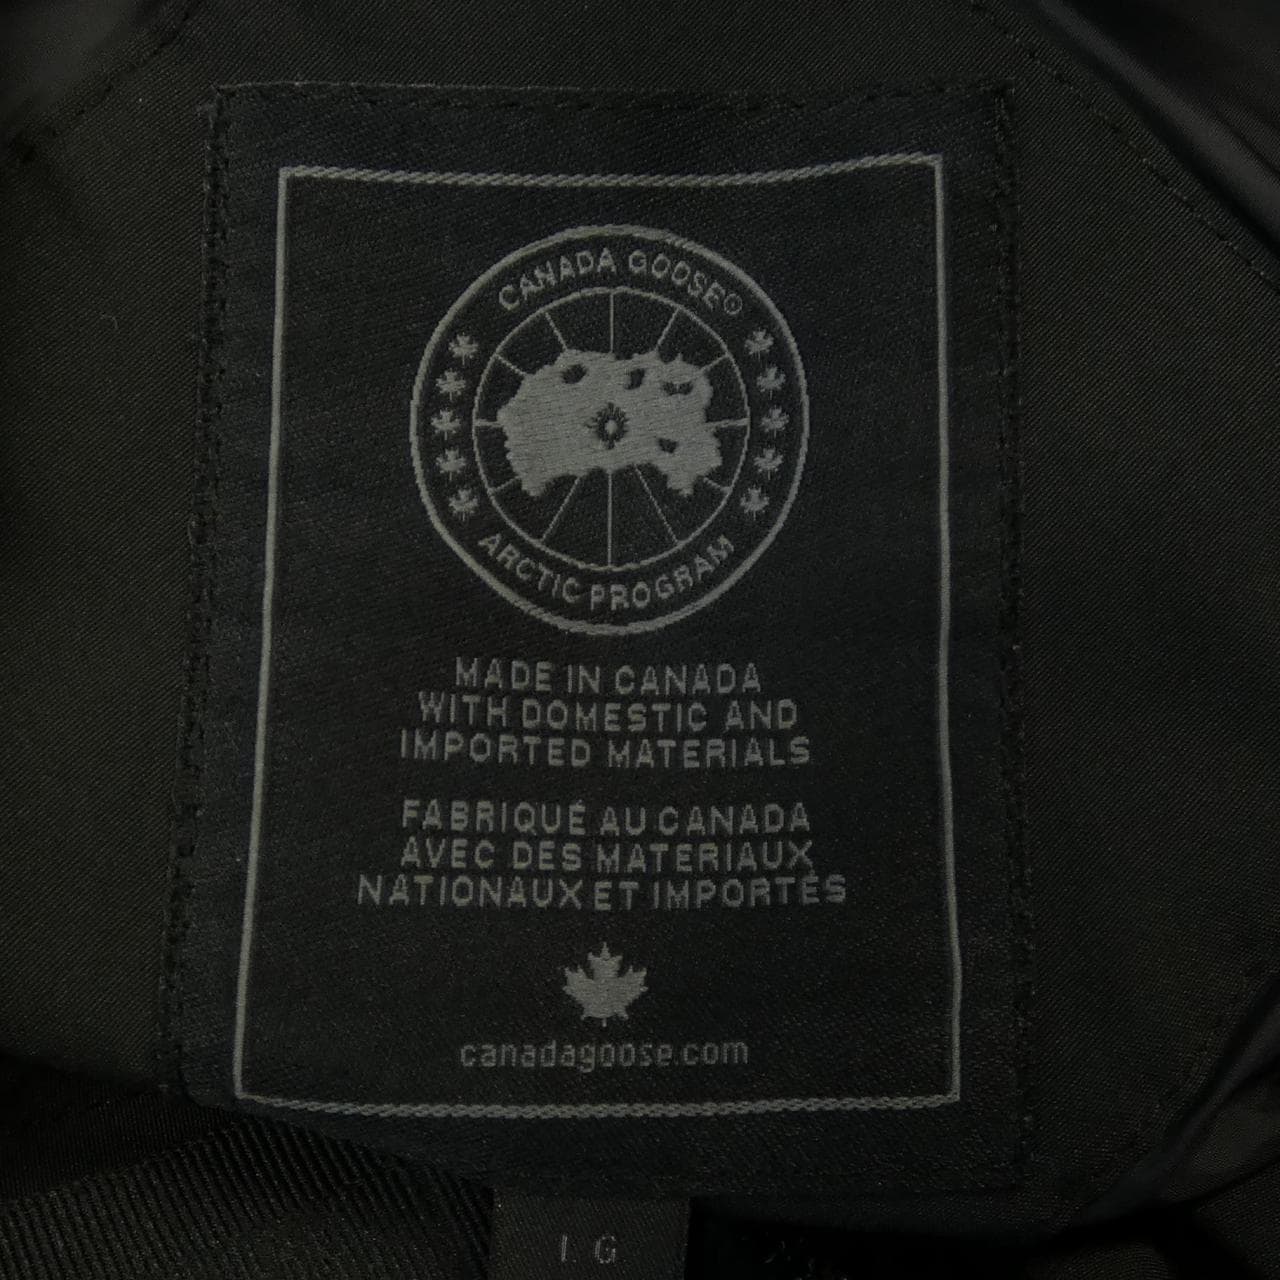 CANADA GOOSE®
ARCTIC PROGRAM
MADE IN CANADA
WITH DOMESTIC AND
IMPORTED MATERIALS
FABRIQUÉ AU CANADA
AVEC DES MATERIAUX
NATIONAUX ET IMPORTÉS
canadagoose.com
LG